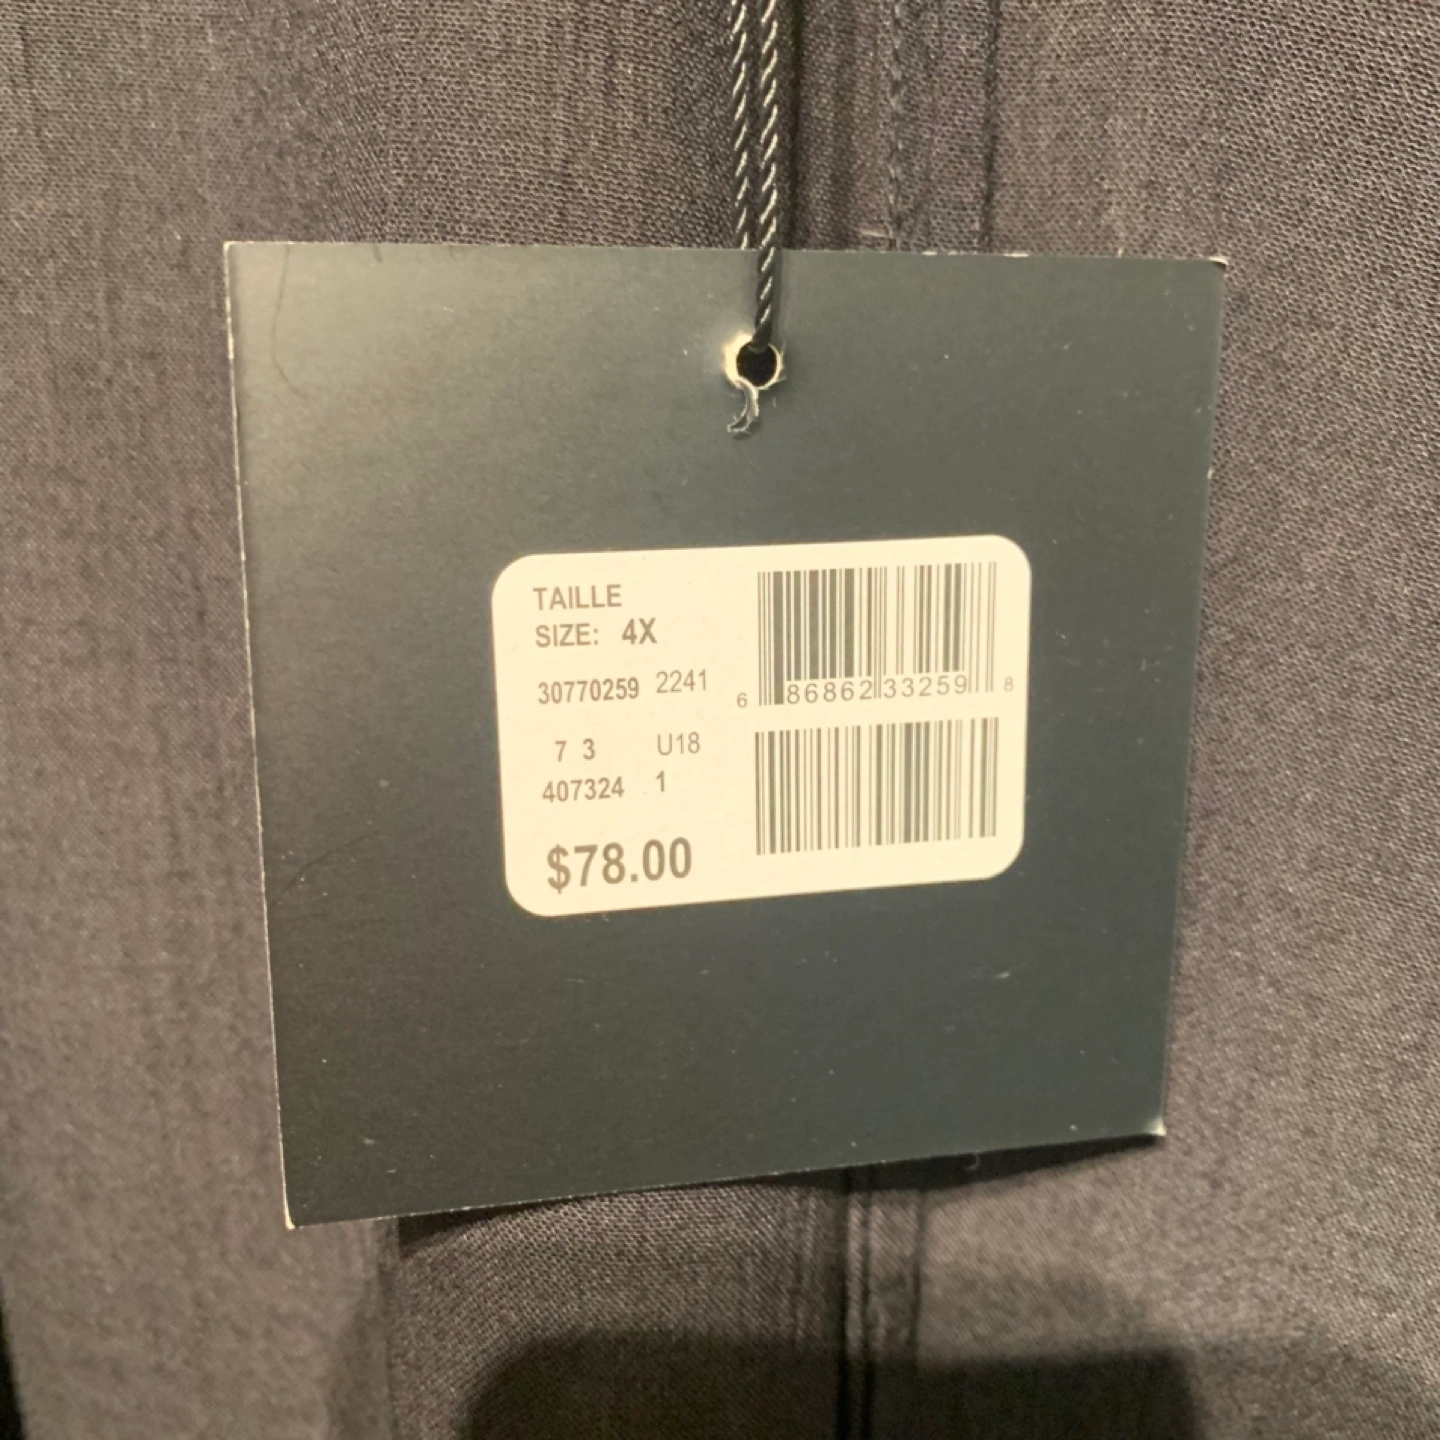 TAILLE
SIZE: 4X
30770259 2241
7 3 U18
407324 1
$78.00
6 86862 33259 8